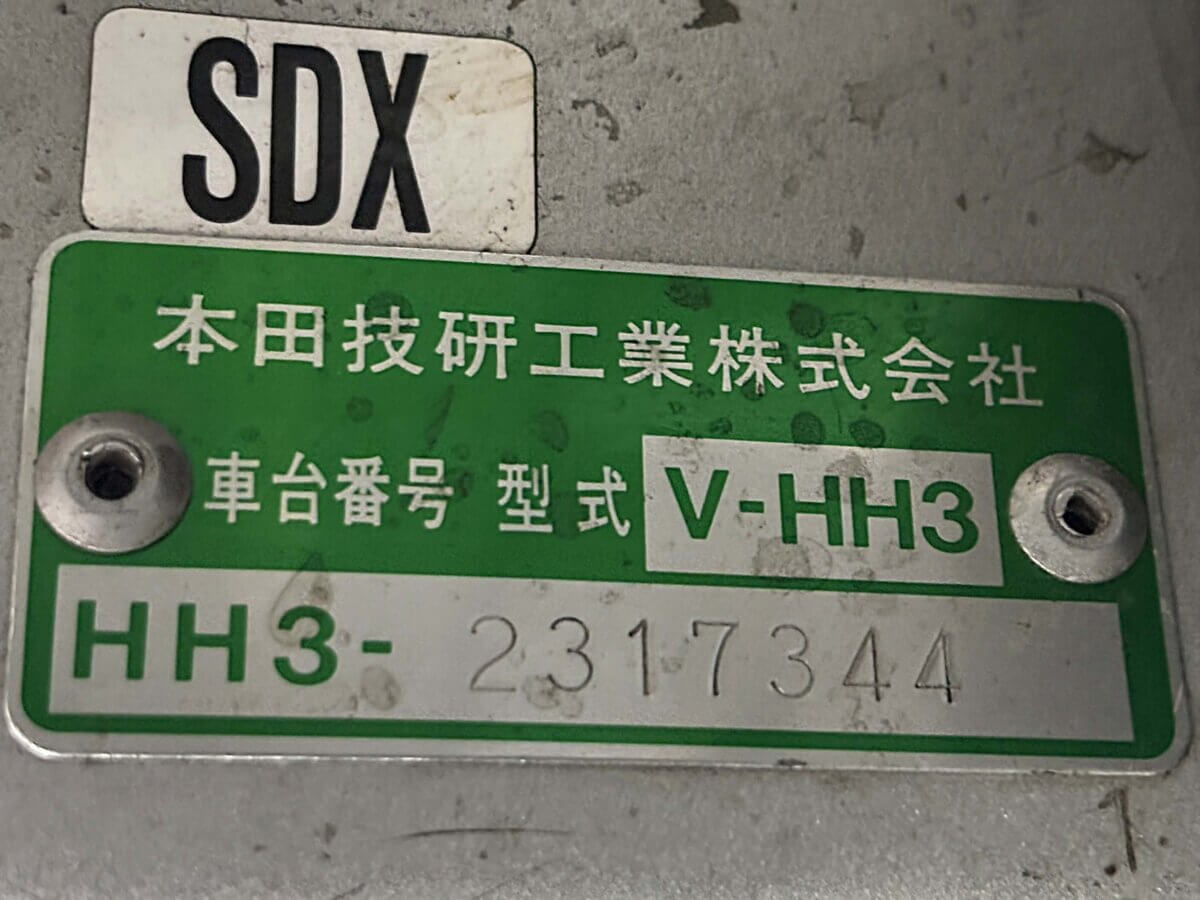 SDX
本田技研工業株式会社
車台番号 型式 V-HH3
HH3- 2317344